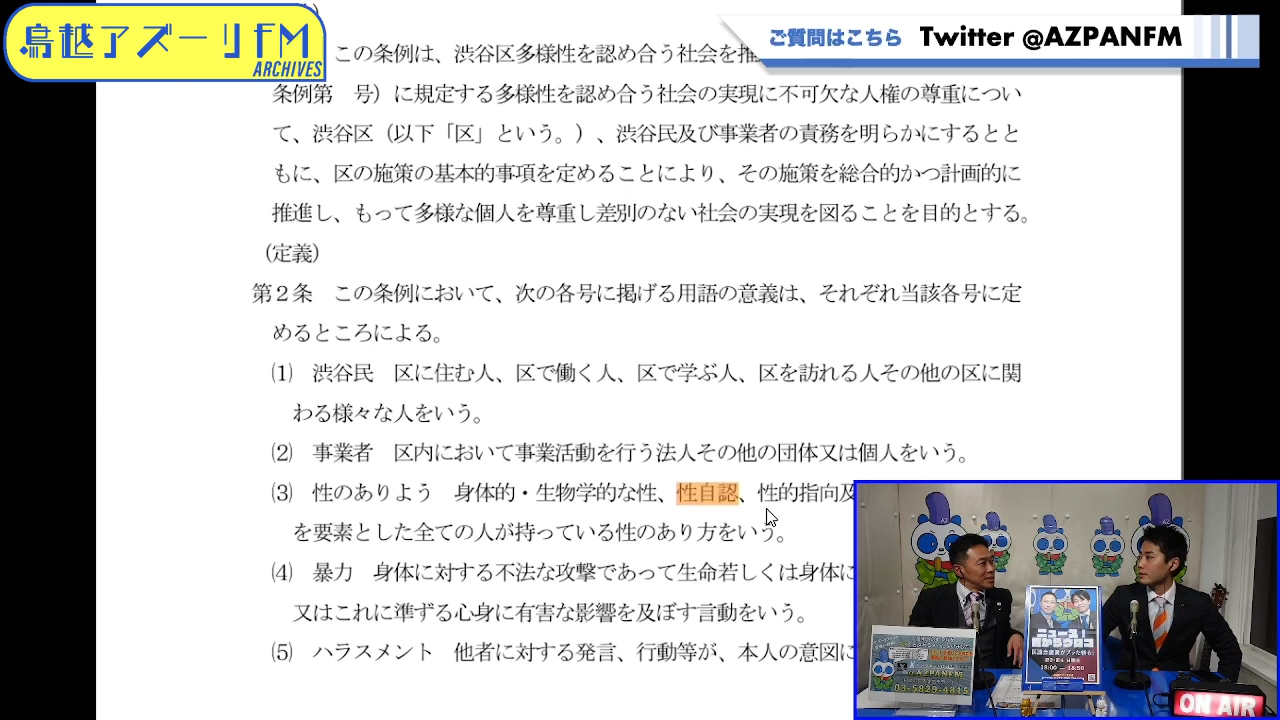 鳥越アズーリFM
ARCHIVES
ご質問はこちら Twitter @AZPANFM
この条例は、渋谷区多様性を認め合う社会を推
条例第　号）に規定する多様性を認め合う社会の実現に不可欠な人権の尊重につい
て、渋谷区（以下「区」という。）、渋谷民及び事業者の責務を明らかにするとと
もに、区の施策の基本的事項を定めることにより、その施策を総合的かつ計画的に
推進し、もって多様な個人を尊重し差別のない社会の実現を図ることを目的とする。
（定義）
第２条　この条例において、次の各号に掲げる用語の意義は、それぞれ当該各号に定
めるところによる。
⑴　渋谷民　区に住む人、区で働く人、区で学ぶ人、区を訪れる人その他の区に関
わる様々な人をいう。
⑵　事業者　区内において事業活動を行う法人その他の団体又は個人をいう。
⑶　性のありよう　身体的・生物学的な性、性自認、性的指向及
を要素とした全ての人が持っている性のあり方をいう。
⑷　暴力　身体に対する不法な攻撃であって生命若しくは身体に
又はこれに準ずる心身に有害な影響を及ぼす言動をいう。
⑸　ハラスメント　他者に対する発言、行動等が、本人の意図に
ニュース！
目からウロコ
18:00 ― 18:50
AZPANFM
03-5829-4815
ON AIR